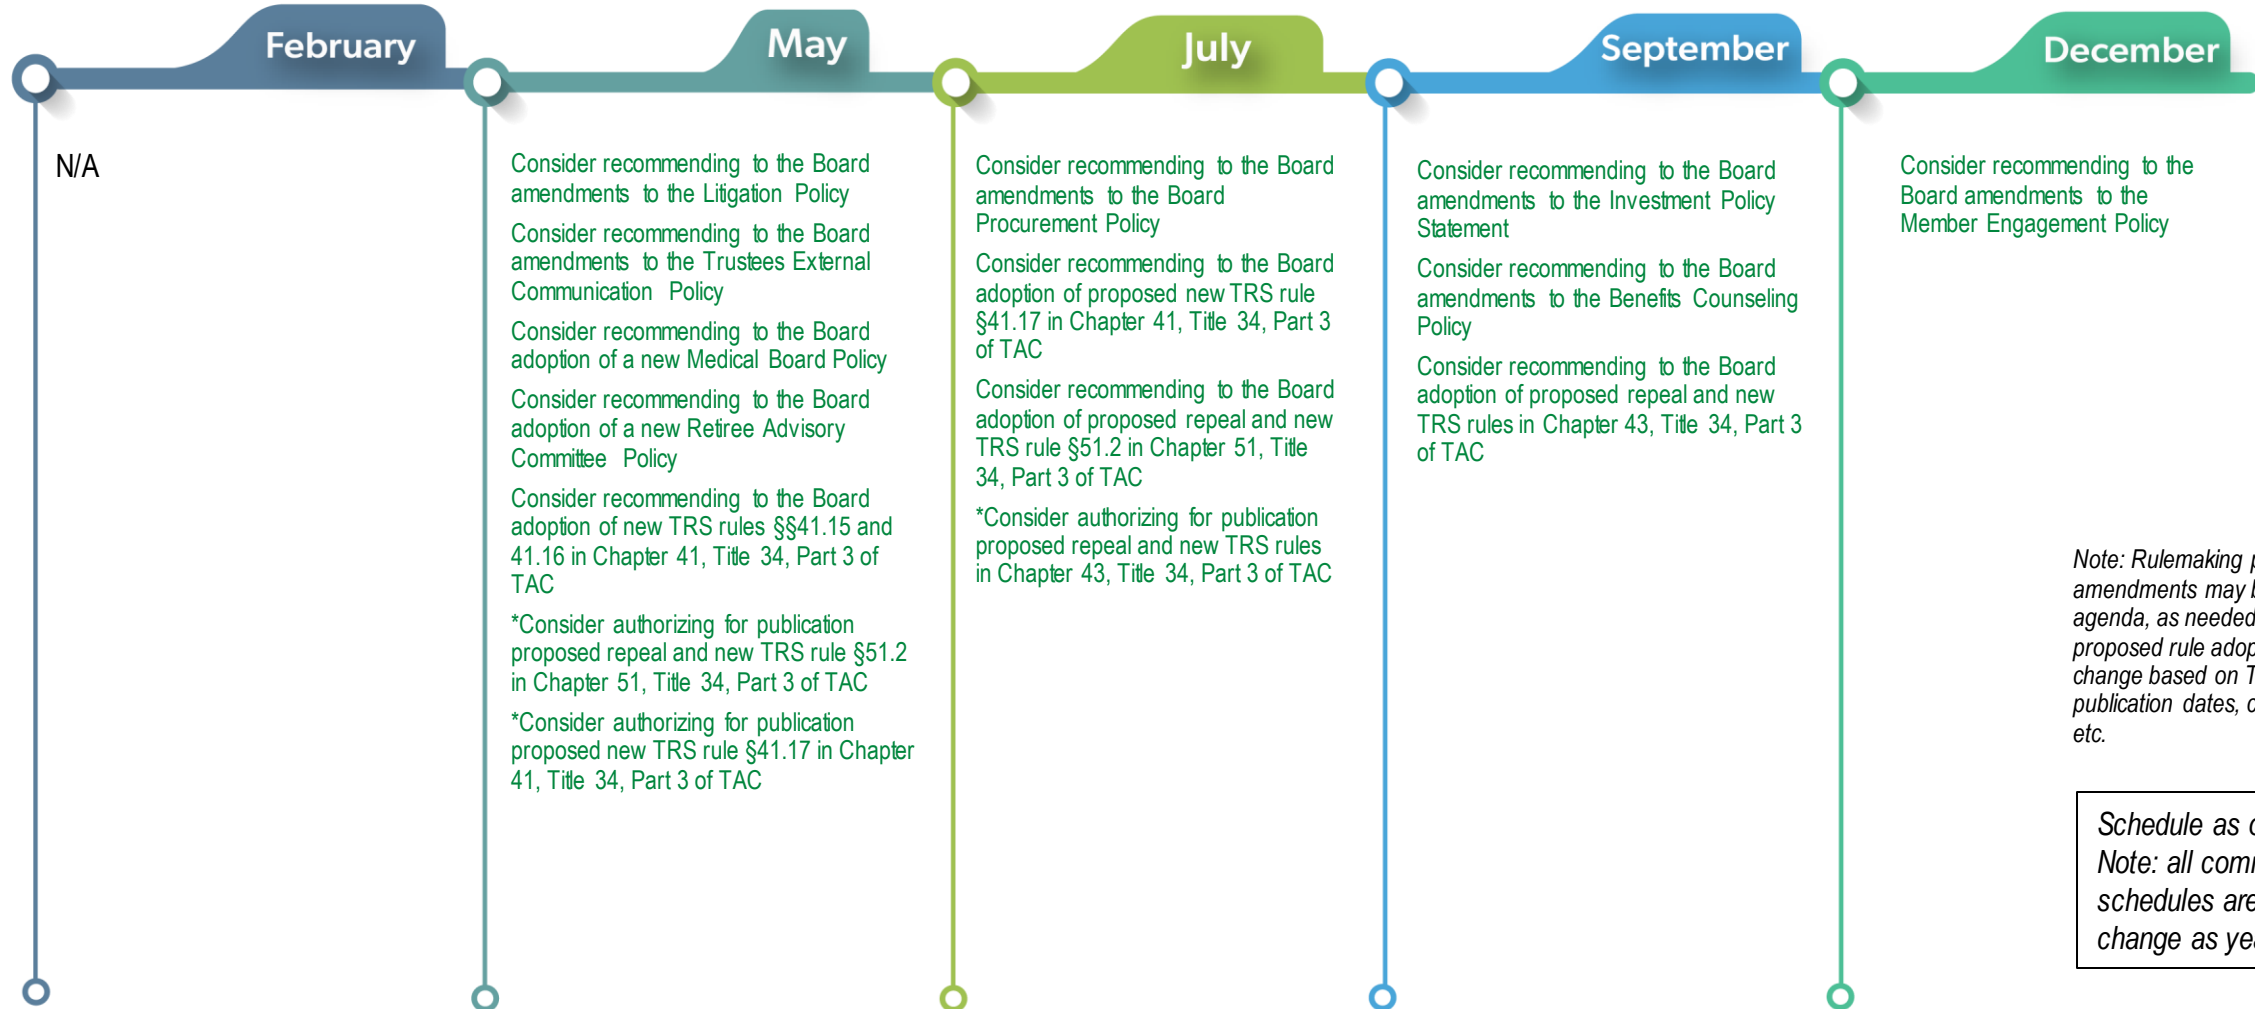 February
May
July
September
December
N/A
Consider recommending to the Board
amendments to the Litigation Policy
Consider recommending to the Board
amendments to the Trustees External
Communication Policy
Consider recommending to the Board
adoption of a new Medical Board Policy
Consider recommending to the Board
adoption of a new Retiree Advisory
Committee Policy
Consider recommending to the Board
adoption of new TRS rules §§41.15 and
41.16 in Chapter 41, Title 34, Part 3 of
TAC
*Consider authorizing for publication
proposed repeal and new TRS rule §51.2
in Chapter 51, Title 34, Part 3 of TAC
*Consider authorizing for publication
proposed new TRS rule §41.17 in Chapter
41, Title 34, Part 3 of TAC
Consider recommending to the Board
amendments to the Board
Procurement Policy
Consider recommending to the Board
adoption of proposed new TRS rule
§41.17 in Chapter 41, Title 34, Part 3
of TAC
Consider recommending to the Board
adoption of proposed repeal and new
TRS rule §51.2 in Chapter 51, Title
34, Part 3 of TAC
*Consider authorizing for publication
proposed repeal and new TRS rules
in Chapter 43, Title 34, Part 3 of TAC
Consider recommending to the Board
amendments to the Investment Policy
Statement
Consider recommending to the Board
amendments to the Benefits Counseling
Policy
Consider recommending to the Board
adoption of proposed repeal and new
TRS rules in Chapter 43, Title 34, Part 3
of TAC
Consider recommending to the
Board amendments to the
Member Engagement Policy
Note: Rulemaking
amendments may
agenda, as needed
proposed rule
change based on
publication dates,
etc.
Schedule as
Note: all
schedules are
change as